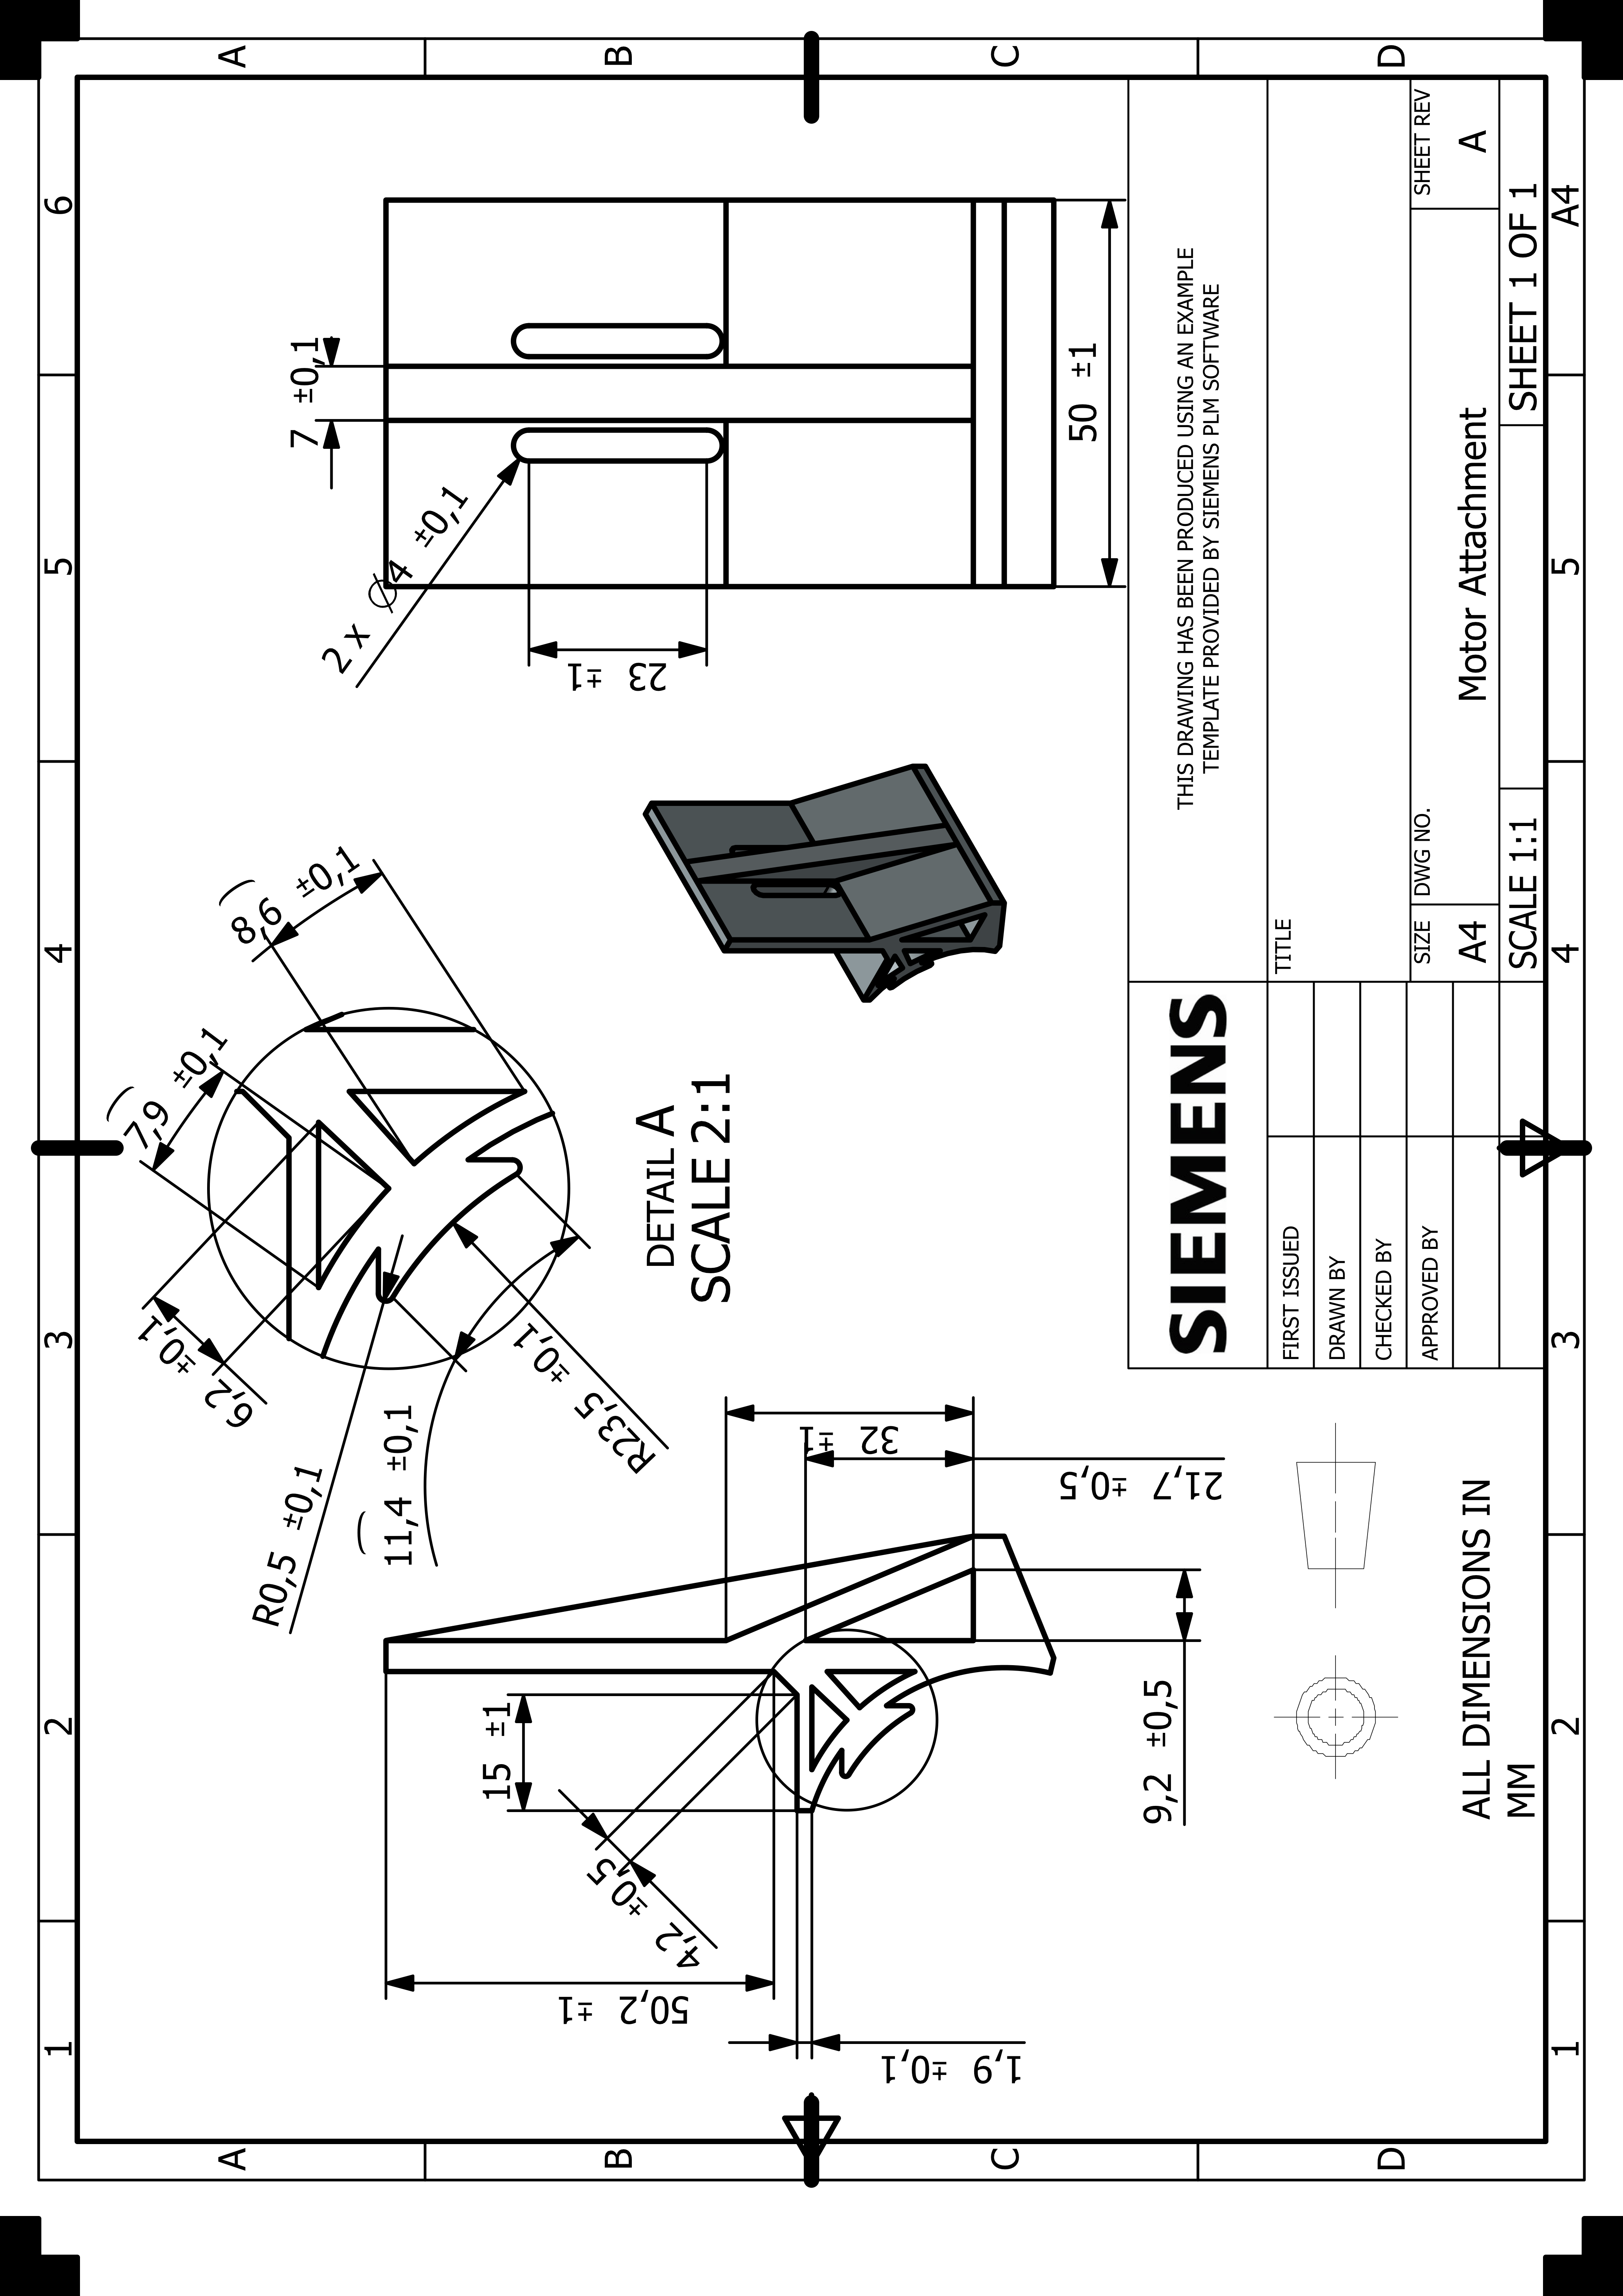 1
2
3
4
5
6
A
B
C
D
A
B
C
D
1
2
3
4
5
A4
50,2 ±1
4,2 ±0,5
15 ±1
1,9 ±0,1
9,2 ±0,5
32 ±1
21,7 ±0,5
R0,5 ±0,1
11,4 ±0,1
R23,5 ±0,1
6,2 ±0,1
7,9 ±0,1
8,6 ±0,1
DETAIL A
SCALE 2:1
2 x ∅4 ±0,1
7 ±0,1
23 ±1
50 ±1
ALL DIMENSIONS IN
MM
SIEMENS
THIS DRAWING HAS BEEN PRODUCED USING AN EXAMPLE
TEMPLATE PROVIDED BY SIEMENS PLM SOFTWARE
FIRST ISSUED
DRAWN BY
CHECKED BY
APPROVED BY
TITLE
SIZE
A4
DWG NO.
Motor Attachment
SHEET REV
A
SCALE 1:1
SHEET 1 OF 1